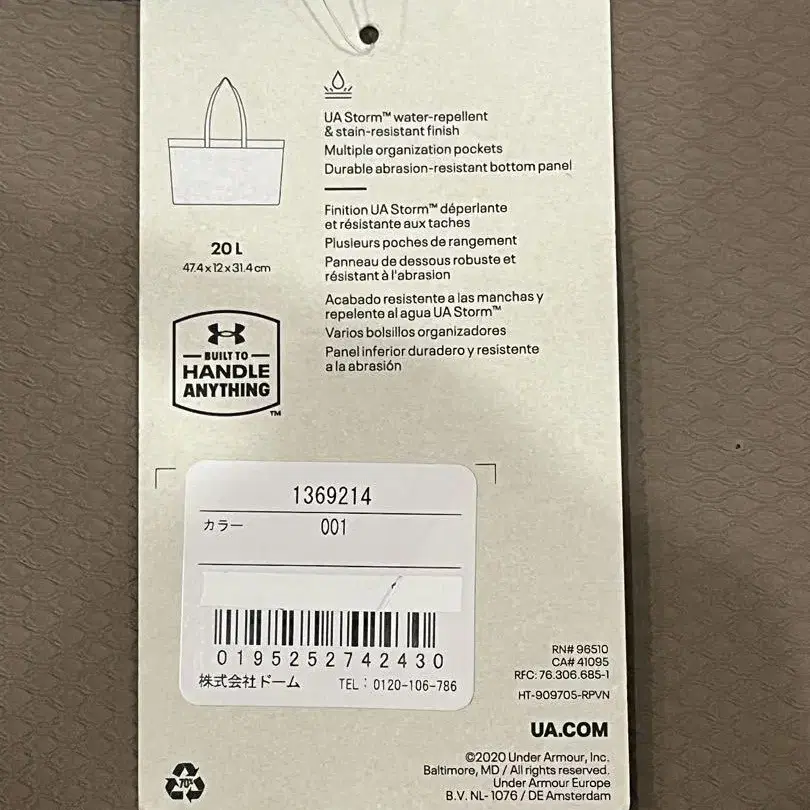 UA Storm™ water-repellent
& stain-resistant finish
Multiple organization pockets
Durable abrasion-resistant bottom panel
Finition UA Storm™ déperlante
et résistante aux taches
Plusieurs poches de rangement
Panneau de dessous robuste et
résistant à l'abrasion
Acabado resistente a las manchas y
repelente al agua UA Storm™
Varios bolsillos organizadores
Panel inferior duradero y resistente
a la abrasión
20 L
47.4 x 12 x 31.4 cm
BUILT TO
HANDLE
ANYTHING
™
1369214
カラー 001
0195252742430
株式会社ドーム TEL：0120-106-786
RN# 96510
CA# 41095
RFC: 76.306.685-1
HT-909705-RPVN
UA.COM
©2020 Under Armour, Inc.
Baltimore, MD / All rights reserved.
Under Armour Europe
B.V. NL-1076 / DE Amsterdam
70%